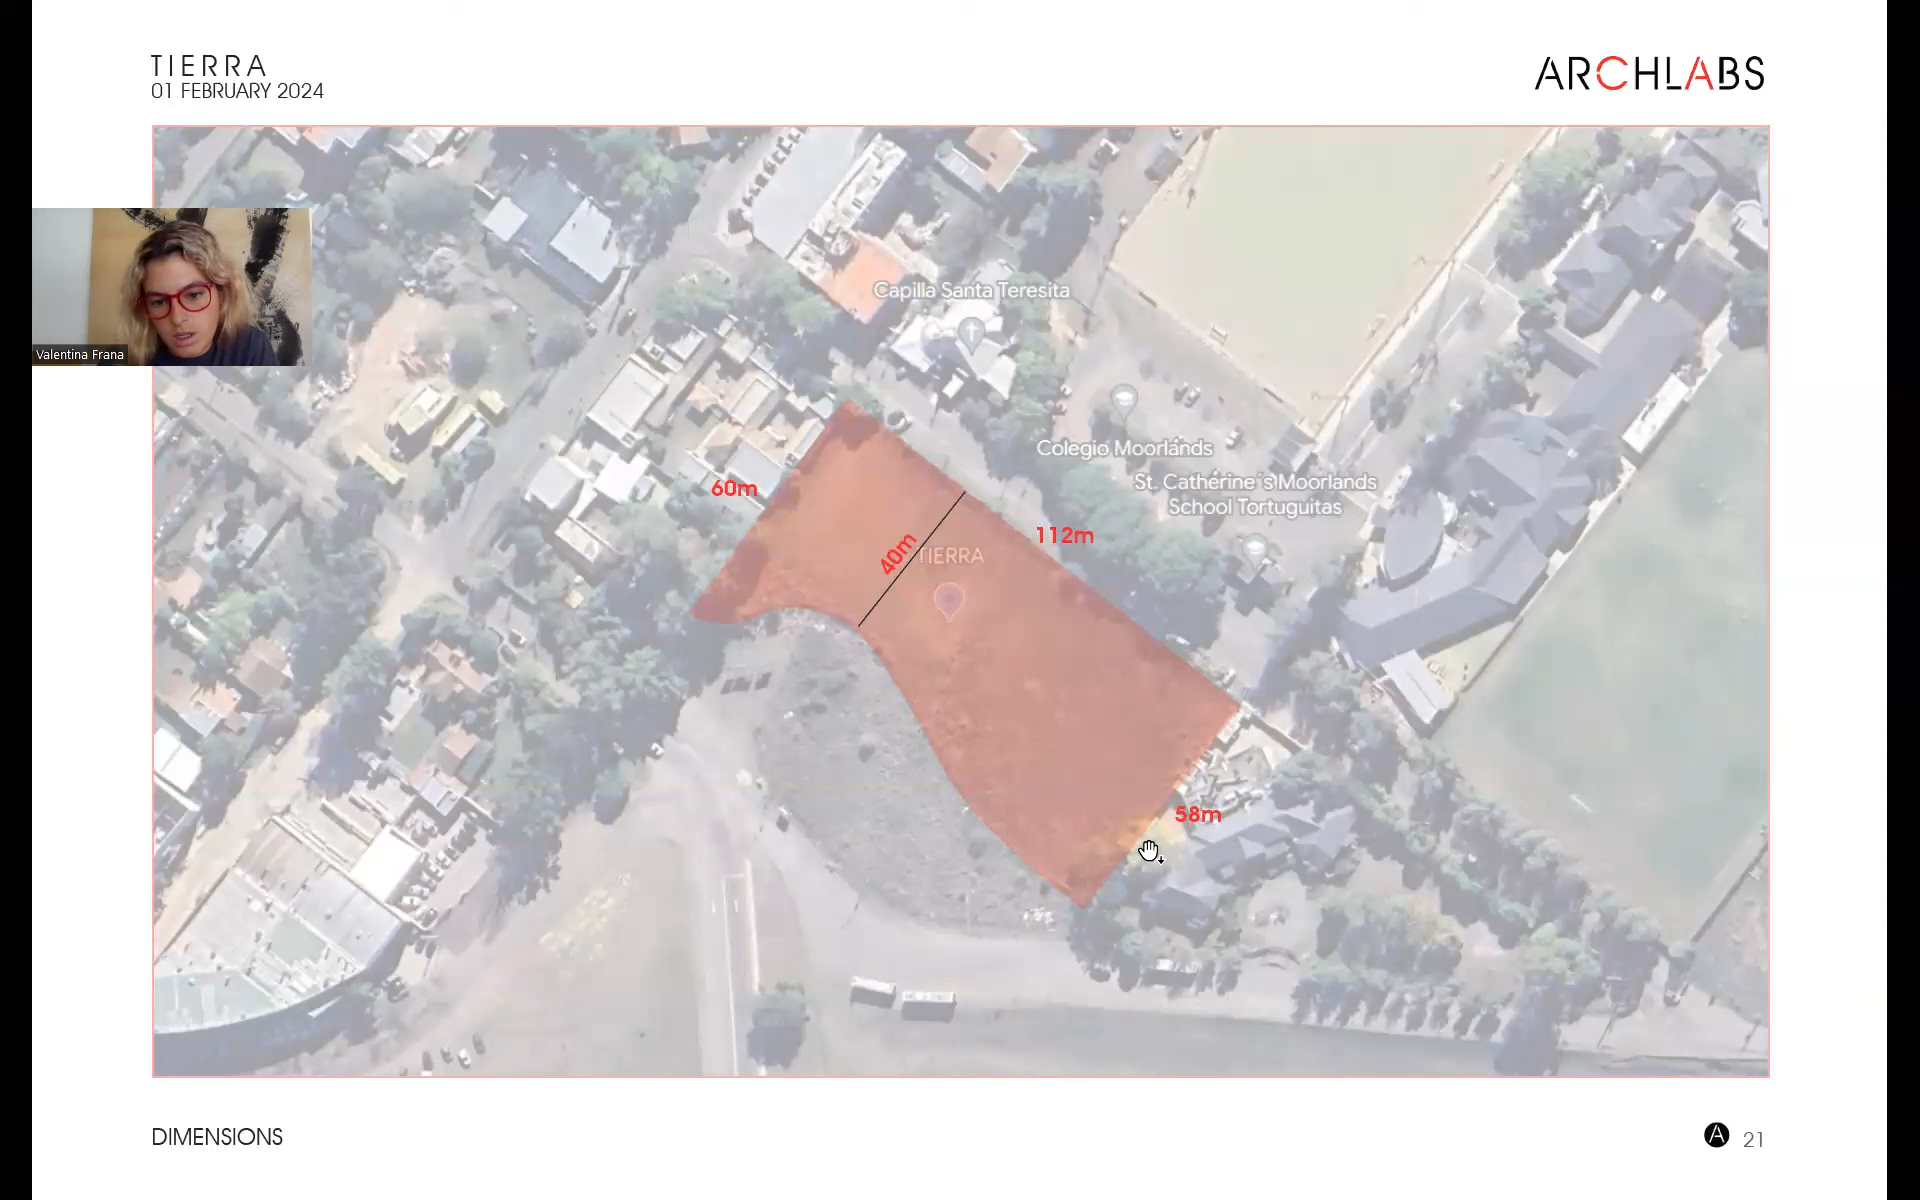 TIERRA
01 FEBRUARY 2024
ARCHLABS
Capilla Santa Teresita
Valentina Frana
Colegio Moorlands
St. Catherine´s Moorlands
School Tortuguitas
60m
112m
40m
TIERRA
58m
DIMENSIONS
A
21